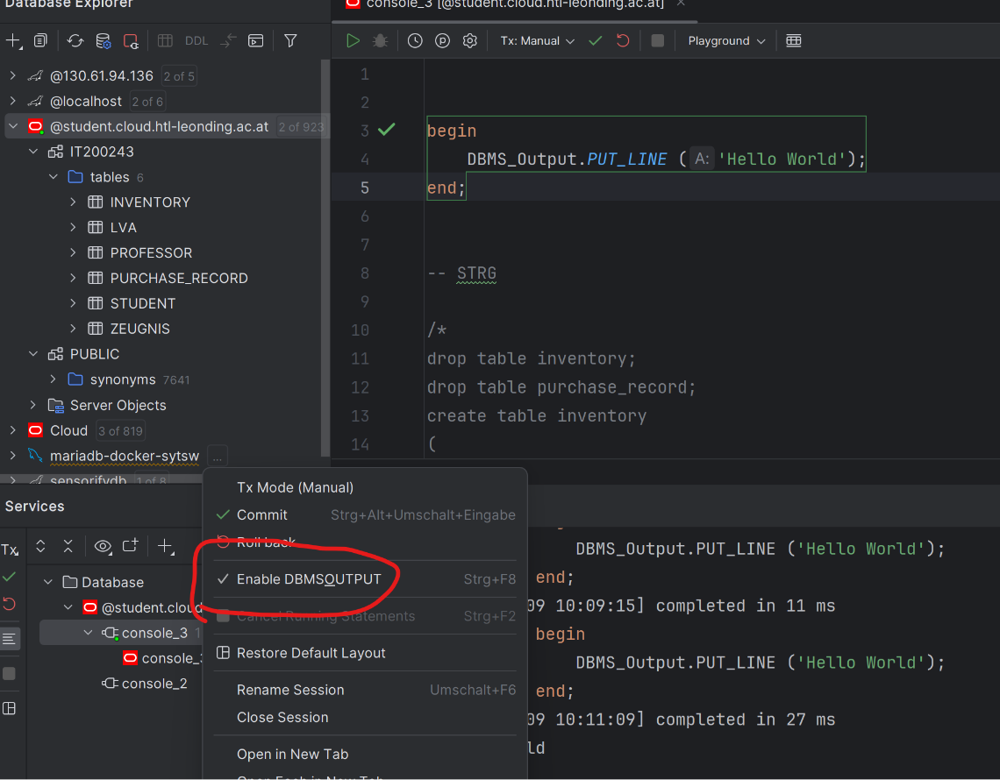 Database Explorer
console_3 [@student.cloud.htl-leonding.ac.at]
DDL
Tx: Manual
Playground
@130.61.94.136 2 of 5
@localhost 2 of 6
@student.cloud.htl-leonding.ac.at 2 of 923
IT200243
tables 6
INVENTORY
LVA
PROFESSOR
PURCHASE_RECORD
STUDENT
ZEUGNIS
PUBLIC
synonyms 7641
Server Objects
Cloud 3 of 819
mariadb-docker-sytsw ...
sensorifydb 1 of 8
1
2
3 begin
4 DBMS_Output.PUT_LINE ( A: 'Hello World');
5 end;
6
7
8 -- STRG
9
10 /*
11 drop table inventory;
12 drop table purchase_record;
13 create table inventory
14 (
Services
Tx
Database
@student.cloud
console_3 1
console_
console_2
Tx Mode (Manual)
Commit Strg+Alt+Umschalt+Eingabe
Roll back
Enable DBMSOUTPUT Strg+F8
Cancel Running Statements Strg+F2
Restore Default Layout
Rename Session Umschalt+F6
Close Session
Open in New Tab
Open Each in New Tab
DBMS_Output.PUT_LINE ('Hello World');
end;
09 10:09:15] completed in 11 ms
begin
DBMS_Output.PUT_LINE ('Hello World');
end;
09 10:11:09] completed in 27 ms
ld